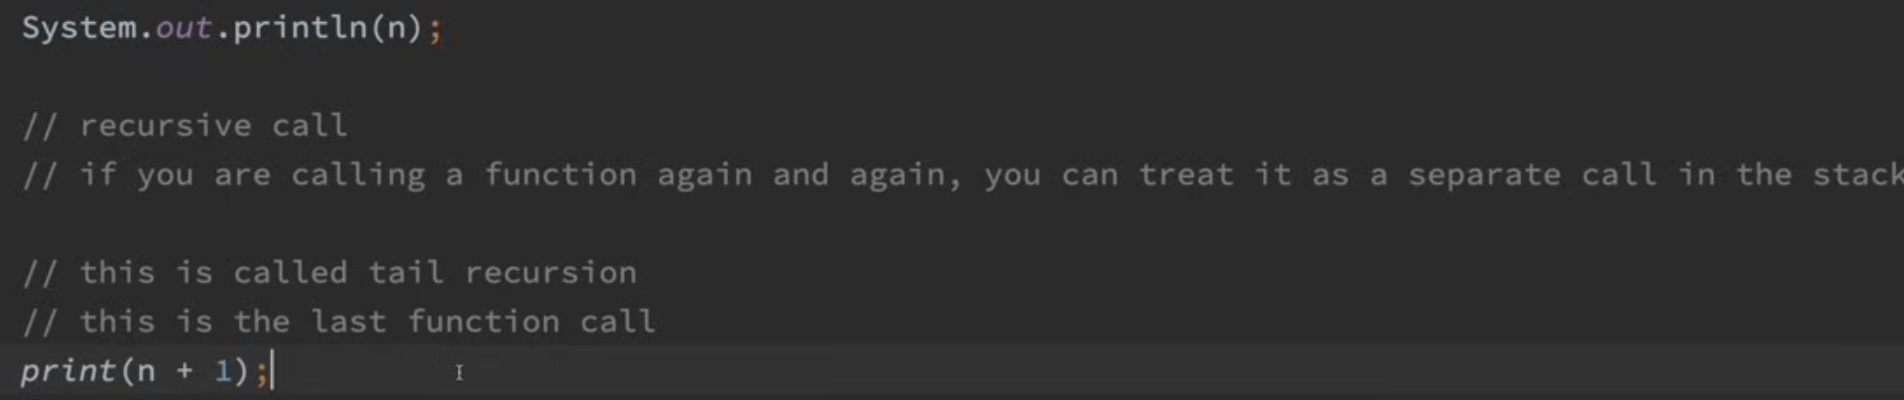 System.out.println(n);
// recursive call
// if you are calling a function again and again, you can treat it as a separate call in the stack
// this is called tail recursion
// this is the last function call
print(n + 1);